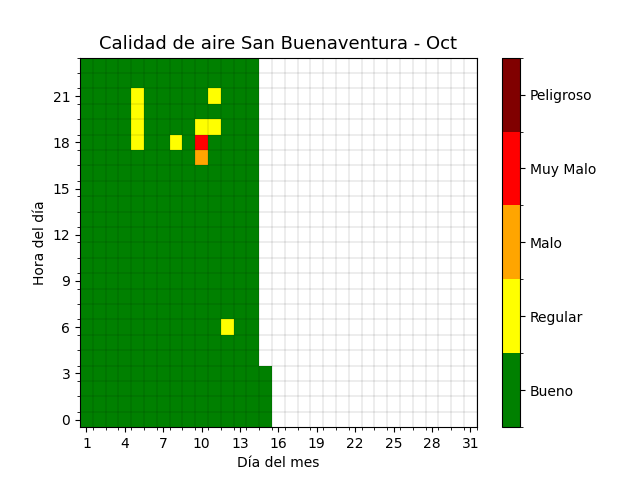 Calidad de aire San Buenaventura - Oct
Hora del día
21
18
15
12
9
6
3
0
1 4 7 10 13 16 19 22 25 28 31
Día del mes
Peligroso
Muy Malo
Malo
Regular
Bueno